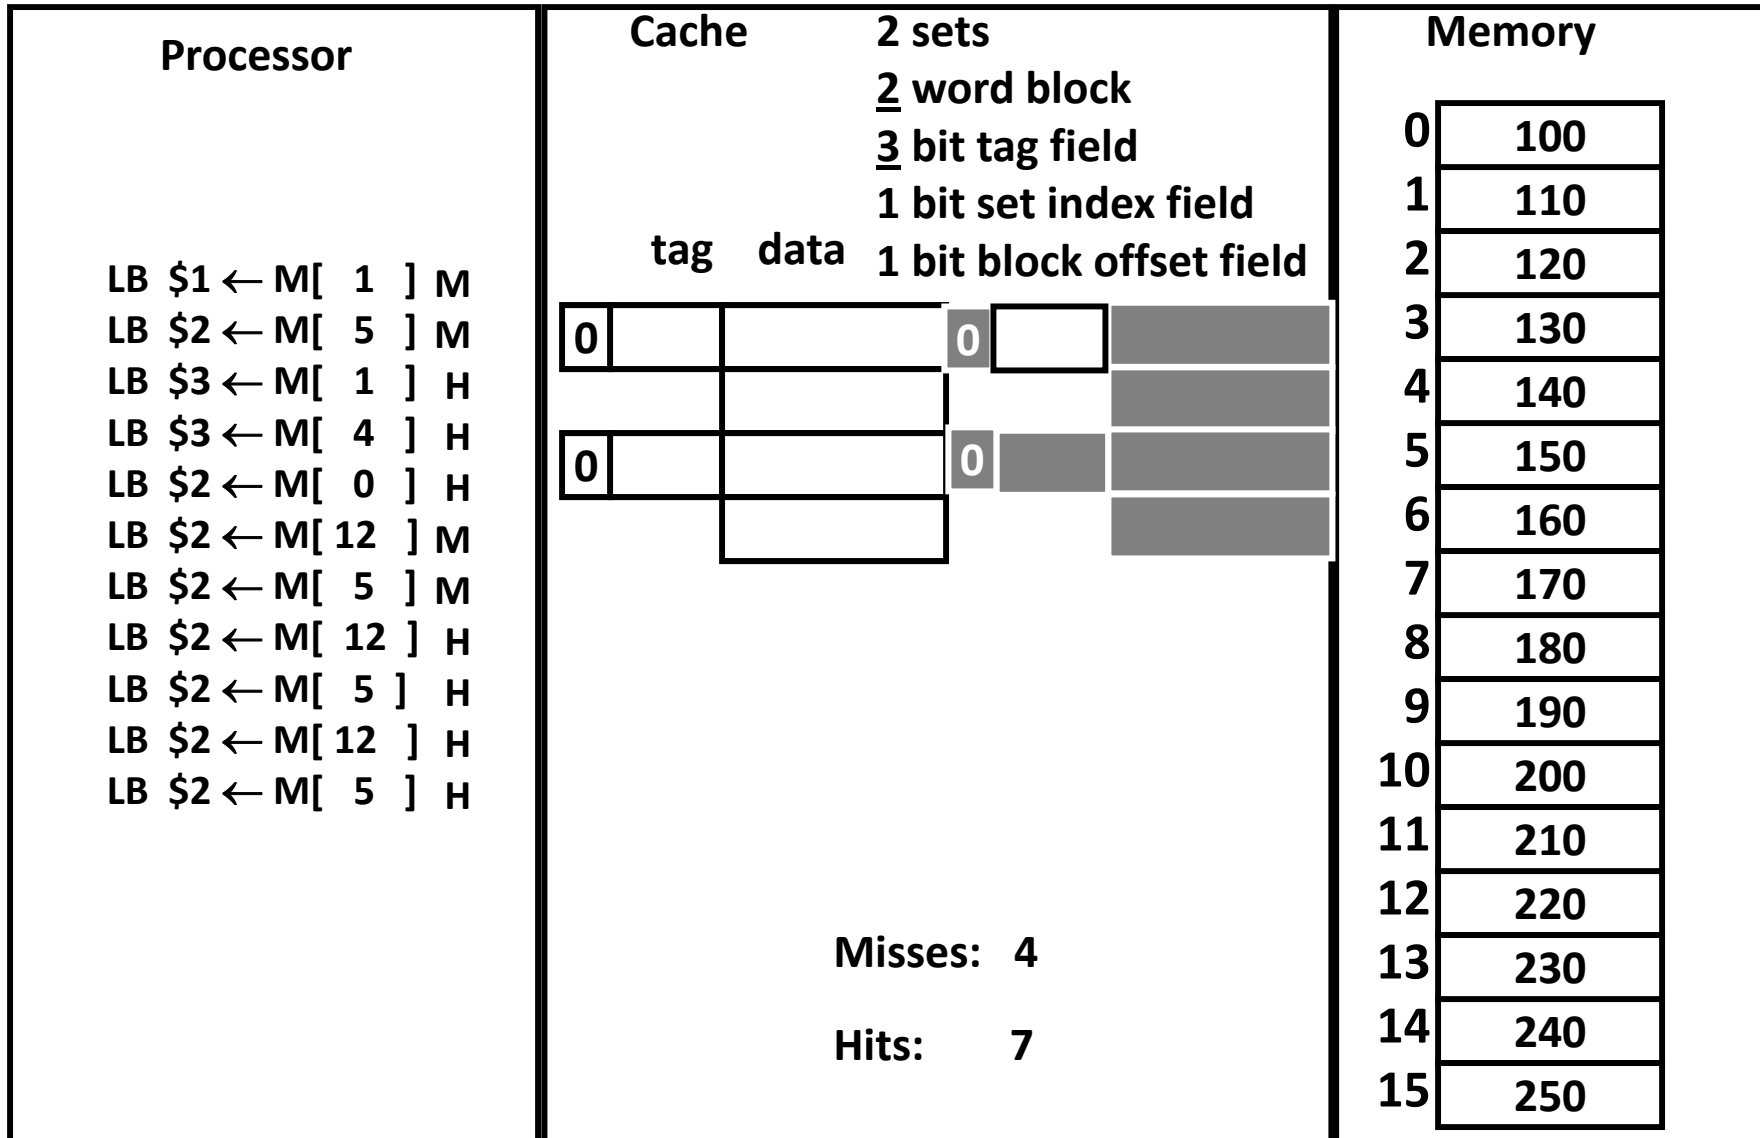 Processor
LB $1 ← M[ 1 ] M
LB $2 ← M[ 5 ] M
LB $3 ← M[ 1 ] H
LB $3 ← M[ 4 ] H
LB $2 ← M[ 0 ] H
LB $2 ← M[ 12 ] M
LB $2 ← M[ 5 ] M
LB $2 ← M[ 12 ] H
LB $2 ← M[ 5 ] H
LB $2 ← M[ 12 ] H
LB $2 ← M[ 5 ] H
Cache
2 sets
2 word block
3 bit tag field
1 bit set index field
1 bit block offset field
tag data
0 0
0 0
Misses: 4
Hits: 7
Memory
0 100
1 110
2 120
3 130
4 140
5 150
6 160
7 170
8 180
9 190
10 200
11 210
12 220
13 230
14 240
15 250